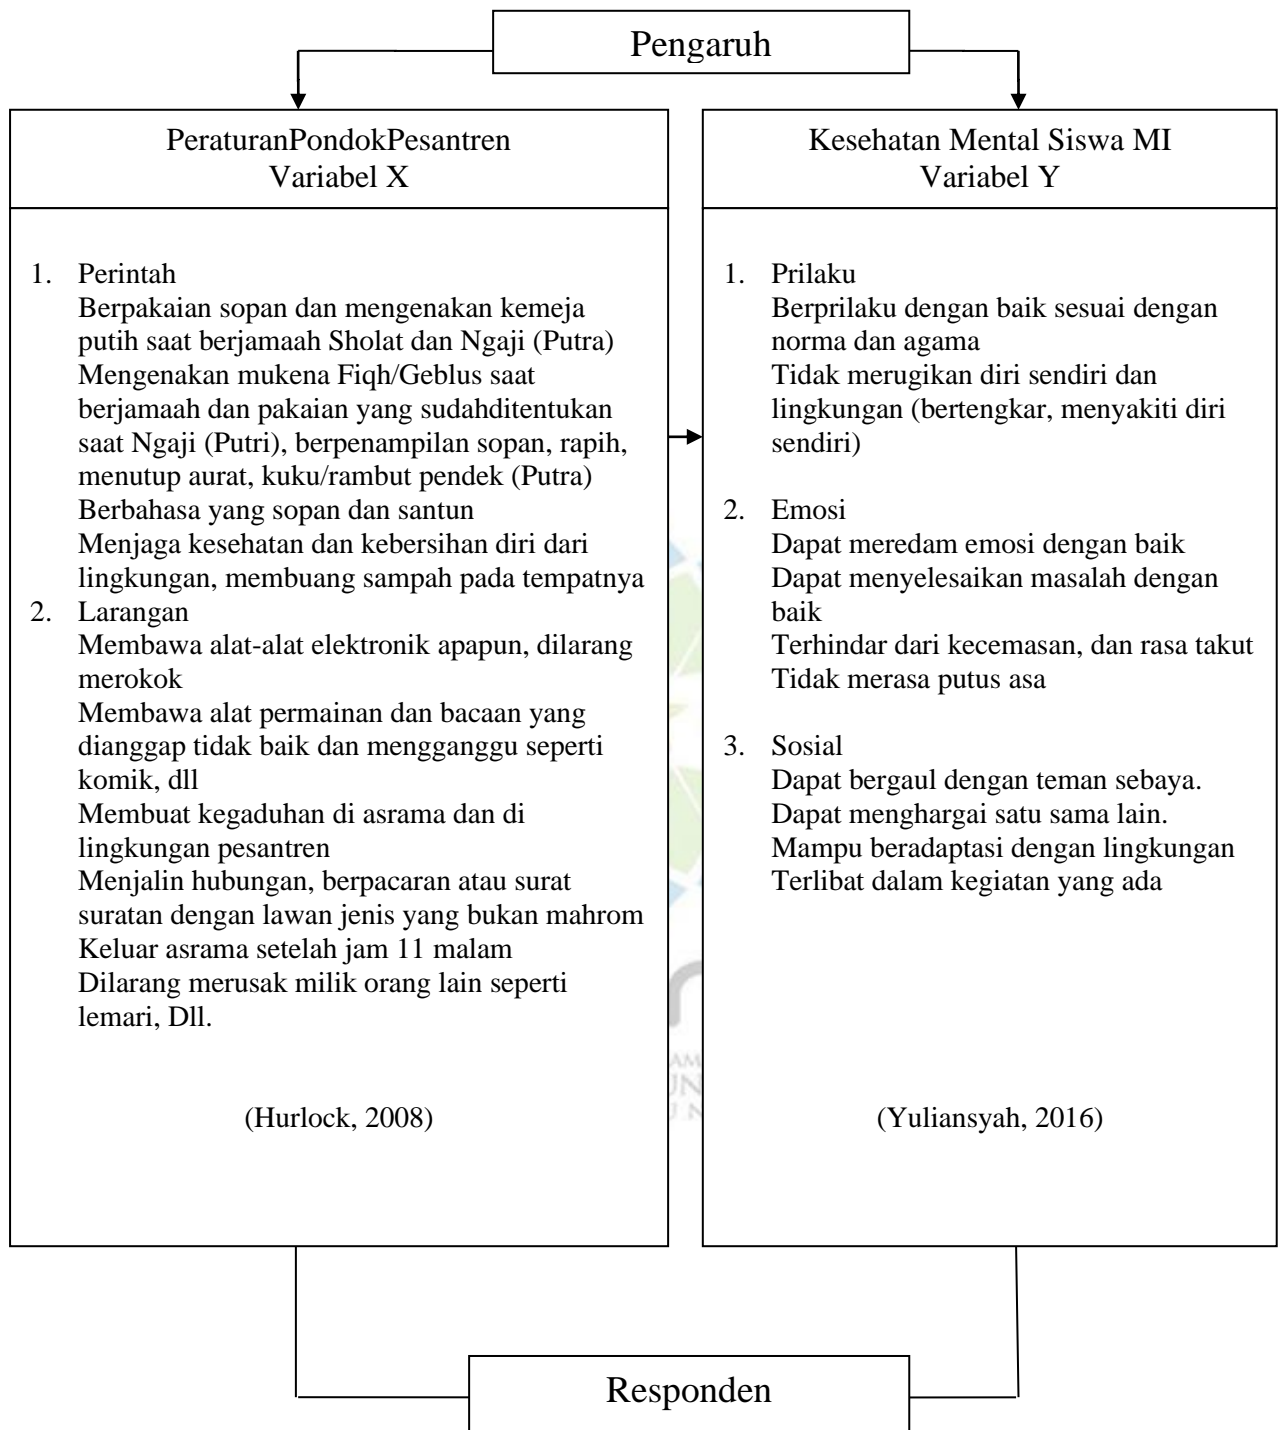 Pengaruh
PeraturanPondokPesantren
Variabel X
1. Perintah
Berpakaian sopan dan mengenakan kemeja
putih saat berjamaah Sholat dan Ngaji (Putra)
Mengenakan mukena Fiqh/Geblus saat
berjamaah dan pakaian yang sudahditentukan
saat Ngaji (Putri), berpenampilan sopan, rapih,
menutup aurat, kuku/rambut pendek (Putra)
Berbahasa yang sopan dan santun
Menjaga kesehatan dan kebersihan diri dari
lingkungan, membuang sampah pada tempatnya
2. Larangan
Membawa alat-alat elektronik apapun, dilarang
merokok
Membawa alat permainan dan bacaan yang
dianggap tidak baik dan mengganggu seperti
komik, dll
Membuat kegaduhan di asrama dan di
lingkungan pesantren
Menjalin hubungan, berpacaran atau surat
suratan dengan lawan jenis yang bukan mahrom
Keluar asrama setelah jam 11 malam
Dilarang merusak milik orang lain seperti
lemari, Dll.
(Hurlock, 2008)
Kesehatan Mental Siswa MI
Variabel Y
1. Prilaku
Berprilaku dengan baik sesuai dengan
norma dan agama
Tidak merugikan diri sendiri dan
lingkungan (bertengkar, menyakiti diri
sendiri)
2. Emosi
Dapat meredam emosi dengan baik
Dapat menyelesaikan masalah dengan
baik
Terhindar dari kecemasan, dan rasa takut
Tidak merasa putus asa
3. Sosial
Dapat bergaul dengan teman sebaya.
Dapat menghargai satu sama lain.
Mampu beradaptasi dengan lingkungan
Terlibat dalam kegiatan yang ada
(Yuliansyah, 2016)
Responden